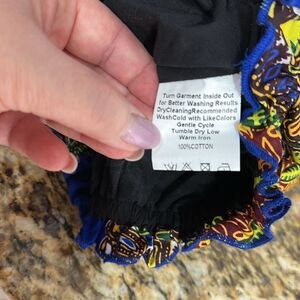 Turn Garment Inside Out
for Better Washing Results
DryCleaningRecommended
WashCold with LikeColors
Gentle Cycle
Tumble Dry Low
Warm Iron
100%COTTON